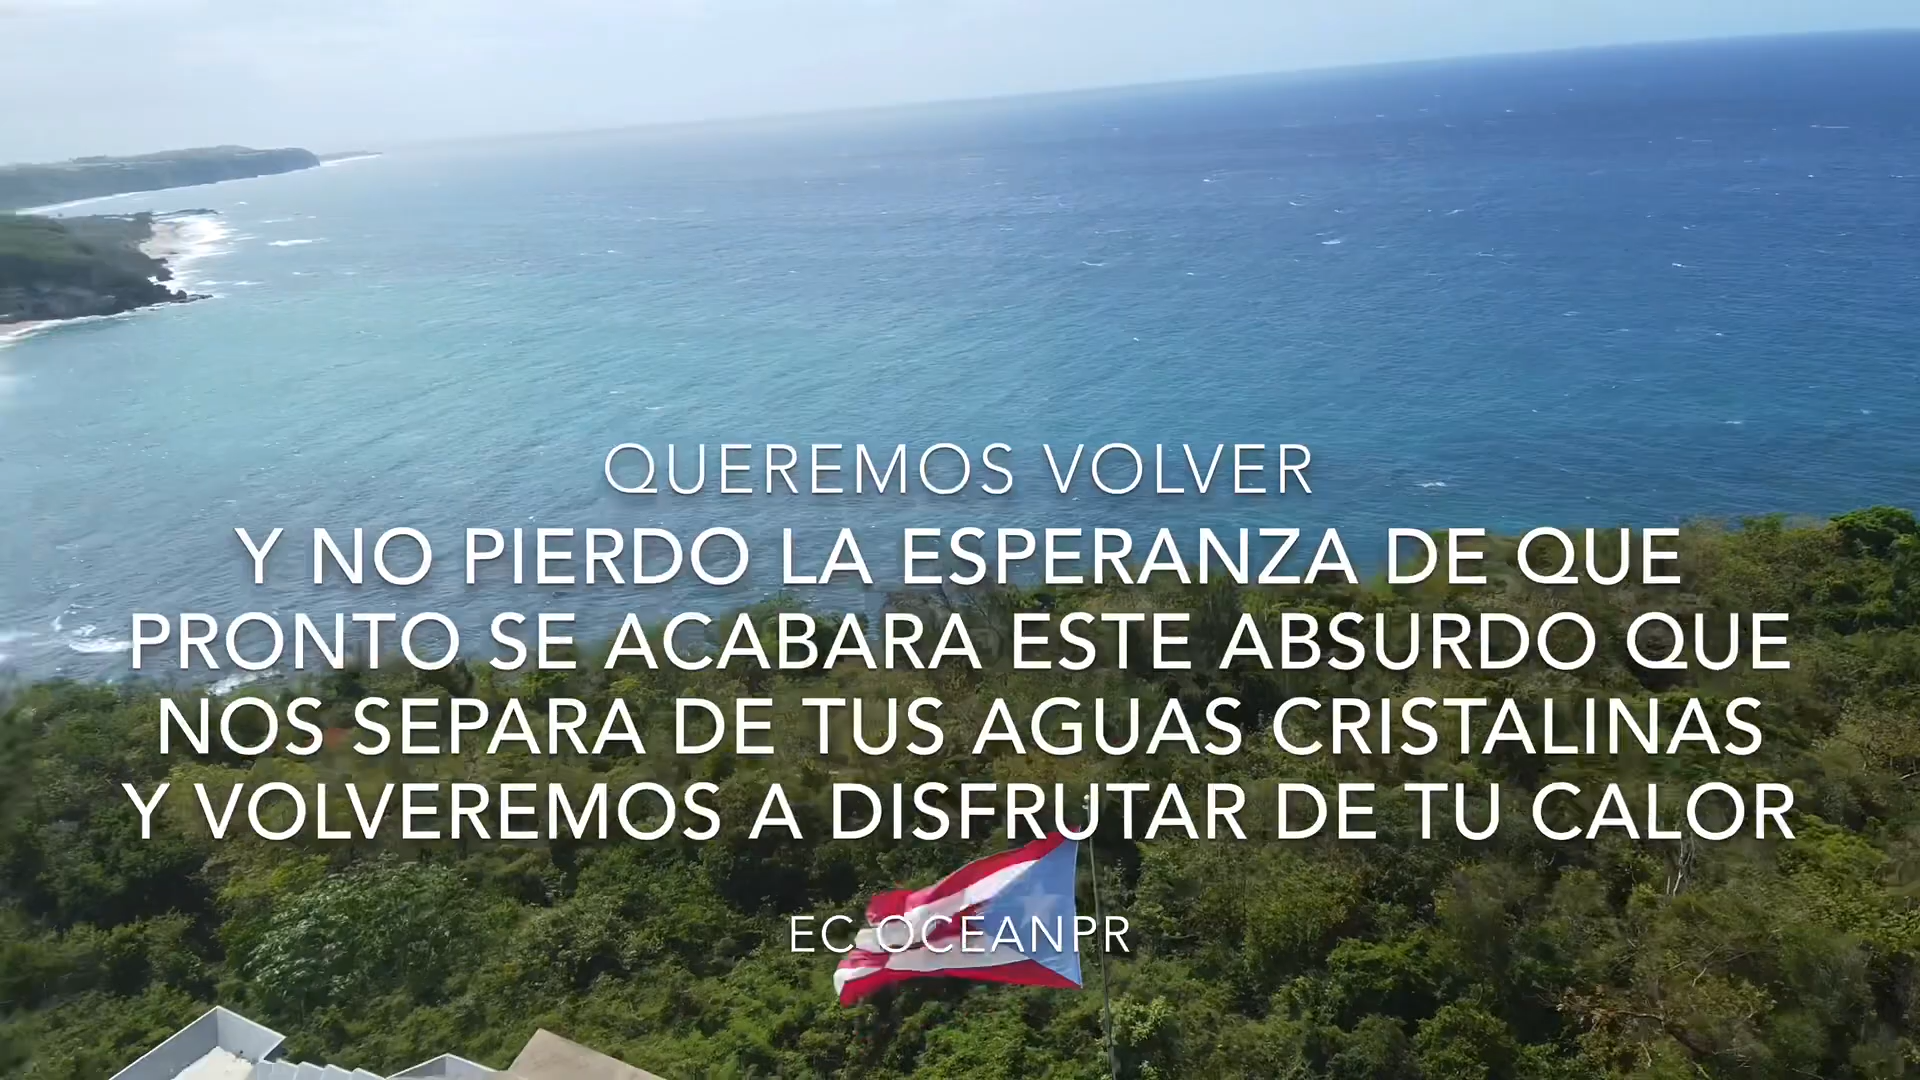 QUEREMOS VOLVER
Y NO PIERDO LA ESPERANZA DE QUE
PRONTO SE ACABARA ESTE ABSURDO QUE
NOS SEPARA DE TUS AGUAS CRISTALINAS
Y VOLVEREMOS A DISFRUTAR DE TU CALOR
EC OCEANPR